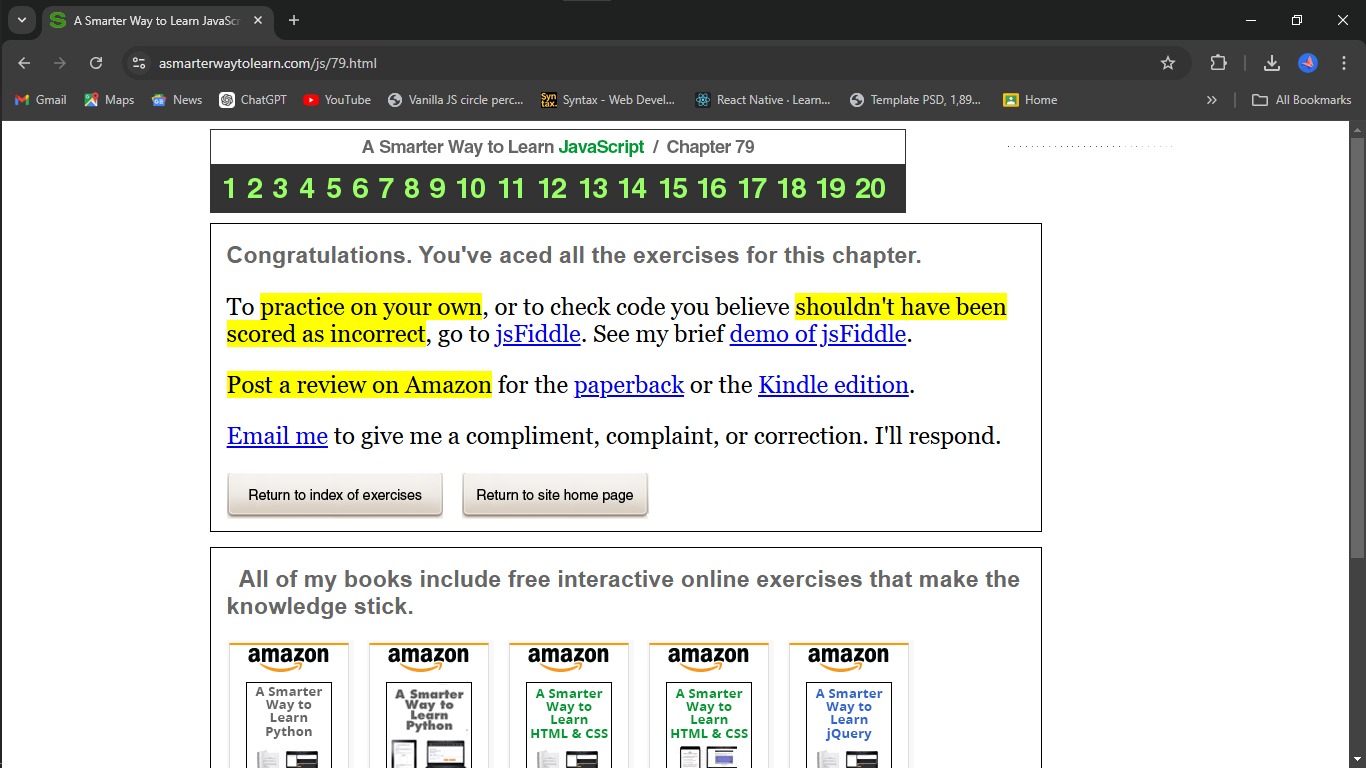 A Smarter Way to Learn JavaScr
asmarterwaytolearn.com/js/79.html
Gmail Maps News ChatGPT YouTube Vanilla JS circle perc... Syntax - Web Devel... React Native · Learn... Template PSD, 1,89... Home » All Bookmarks
A Smarter Way to Learn JavaScript / Chapter 79
1 2 3 4 5 6 7 8 9 10 11 12 13 14 15 16 17 18 19 20
Congratulations. You've aced all the exercises for this chapter.
To practice on your own, or to check code you believe shouldn't have been
scored as incorrect, go to jsFiddle. See my brief demo of jsFiddle.
Post a review on Amazon for the paperback or the Kindle edition.
Email me to give me a compliment, complaint, or correction. I'll respond.
Return to index of exercises Return to site home page
All of my books include free interactive online exercises that make the
knowledge stick.
amazon amazon amazon amazon amazon
A Smarter
Way to
Learn
Python
A Smarter
Way to
Learn
Python
A Smarter
Way to
Learn
HTML & CSS
A Smarter
Way to
Learn
HTML & CSS
A Smarter
Way to
Learn
jQuery